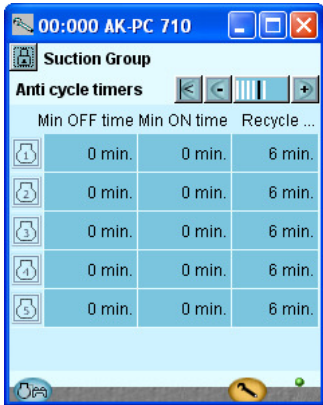 00:000 AK-PC 710
Suction Group
Anti cycle timers
Min OFF time Min ON time Recycle ...
1 0 min. 0 min. 6 min.
2 0 min. 0 min. 6 min.
3 0 min. 0 min. 6 min.
4 0 min. 0 min. 6 min.
5 0 min. 0 min. 6 min.